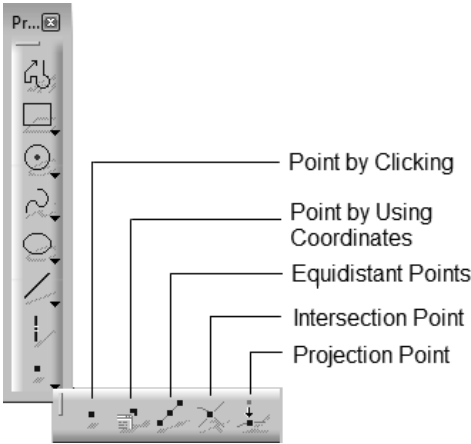 Pr...
Point by Clicking
Point by Using
Coordinates
Equidistant Points
Intersection Point
Projection Point